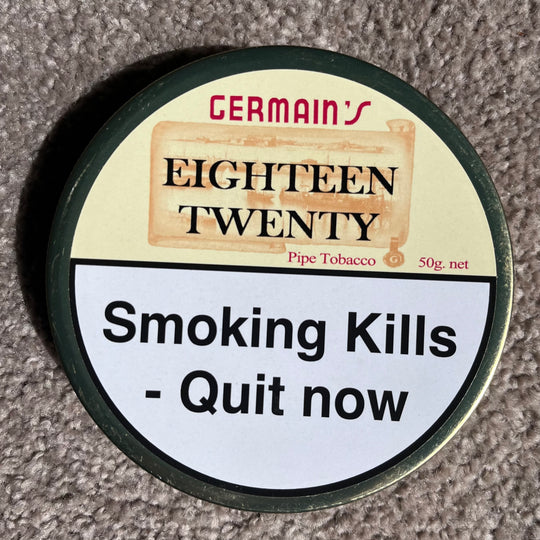 GERMAIN'S
EIGHTEEN
TWENTY
Pipe Tobacco G 50g. net
Smoking Kills
- Quit now